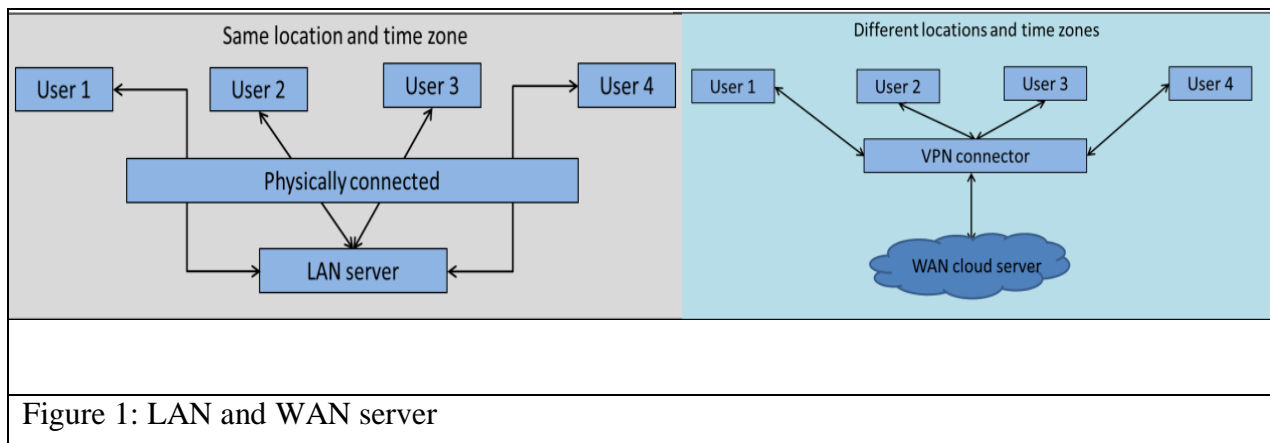 Same location and time zone
User 1
User 2
User 3
User 4
Physically connected
LAN server
Different locations and time zones
User 1
User 2
User 3
User 4
VPN connector
WAN cloud server
Figure 1: LAN and WAN server